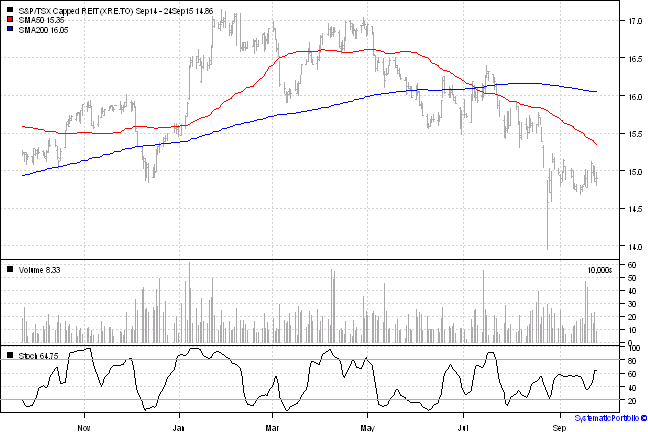 S&P/TSX Capped REIT(XRE.TO) Sep14 - 24Sep15 14.86
SMA50 15.35
SMA200 16.05
17.0
16.5
16.0
15.5
15.0
14.5
14.0
Volume 8.33
10,000s
60
50
40
30
20
10
0
Stoch 64.75
100
80
60
40
20
Nov
Jan
Mar
May
Jul
Sep
SystematicPortfolio ©